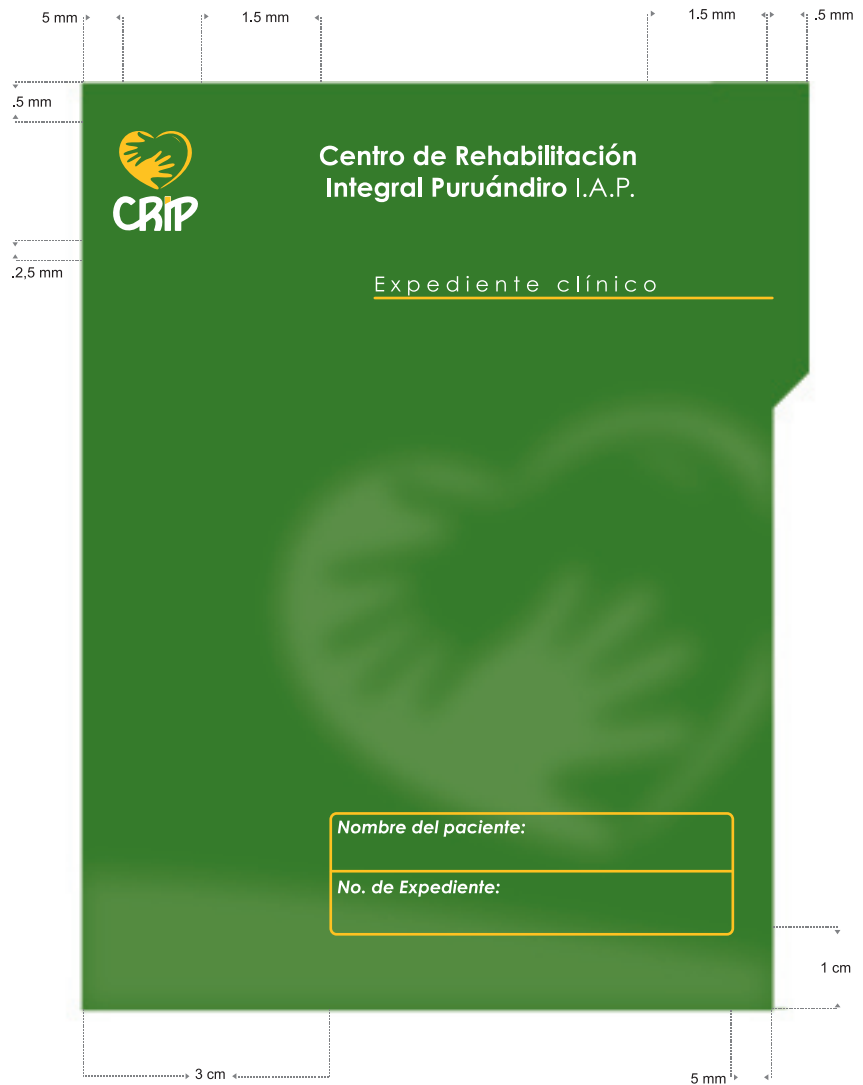 5 mm
1.5 mm
1.5 mm
.5 mm
.5 mm
CRIP
Centro de Rehabilitación
Integral Puruándiro I.A.P.
.2,5 mm
Expediente clínico
Nombre del paciente:
No. de Expediente:
1 cm
3 cm
5 mm